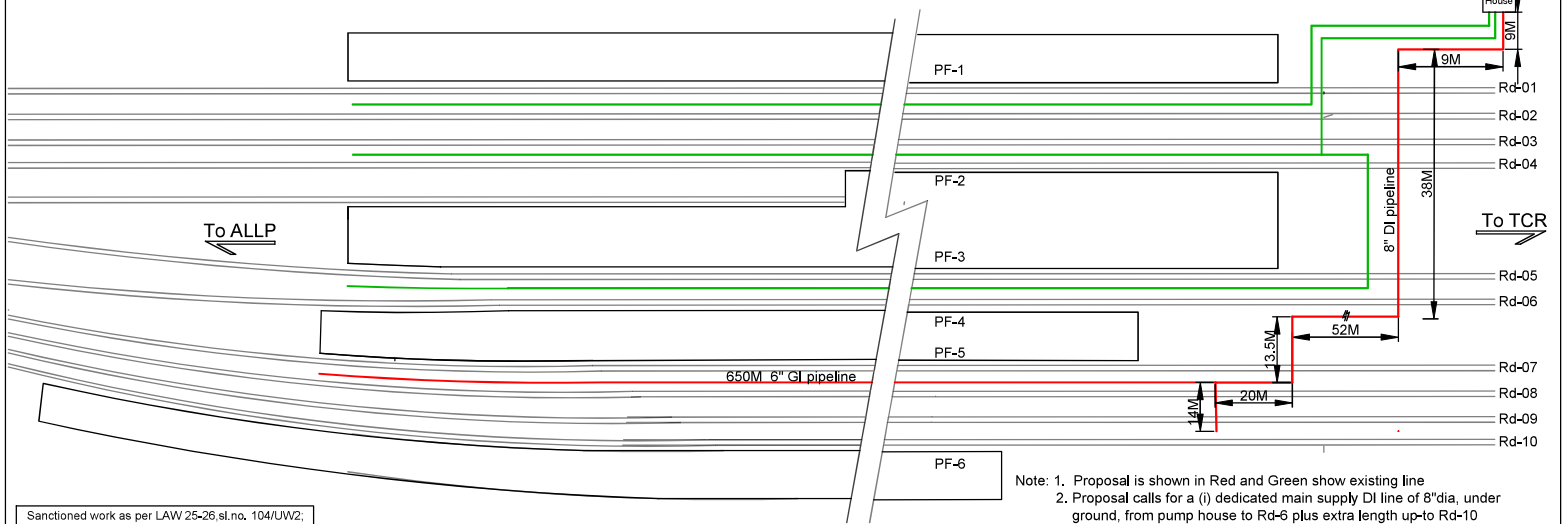 House
9M
9M
PF-1
Rd-01
Rd-02
Rd-03
Rd-04
PF-2
8" DI pipeline
38M
To ALLP
To TCR
PF-3
Rd-05
Rd-06
PF-4
52M
PF-5
13.5M
Rd-07
650M 6" GI pipeline
Rd-08
20M
14M
Rd-09
Rd-10
PF-6
Note: 1. Proposal is shown in Red and Green show existing line
2. Proposal calls for a (i) dedicated main supply DI line of 8"dia, under
ground, from pump house to Rd-6 plus extra length up-to Rd-10
Sanctioned work as per LAW 25-26,sl.no. 104/UW2;